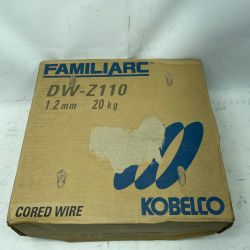 FAMILIARC
DW-Z110
1.2mm 20kg
CORED WIRE KOBELCO